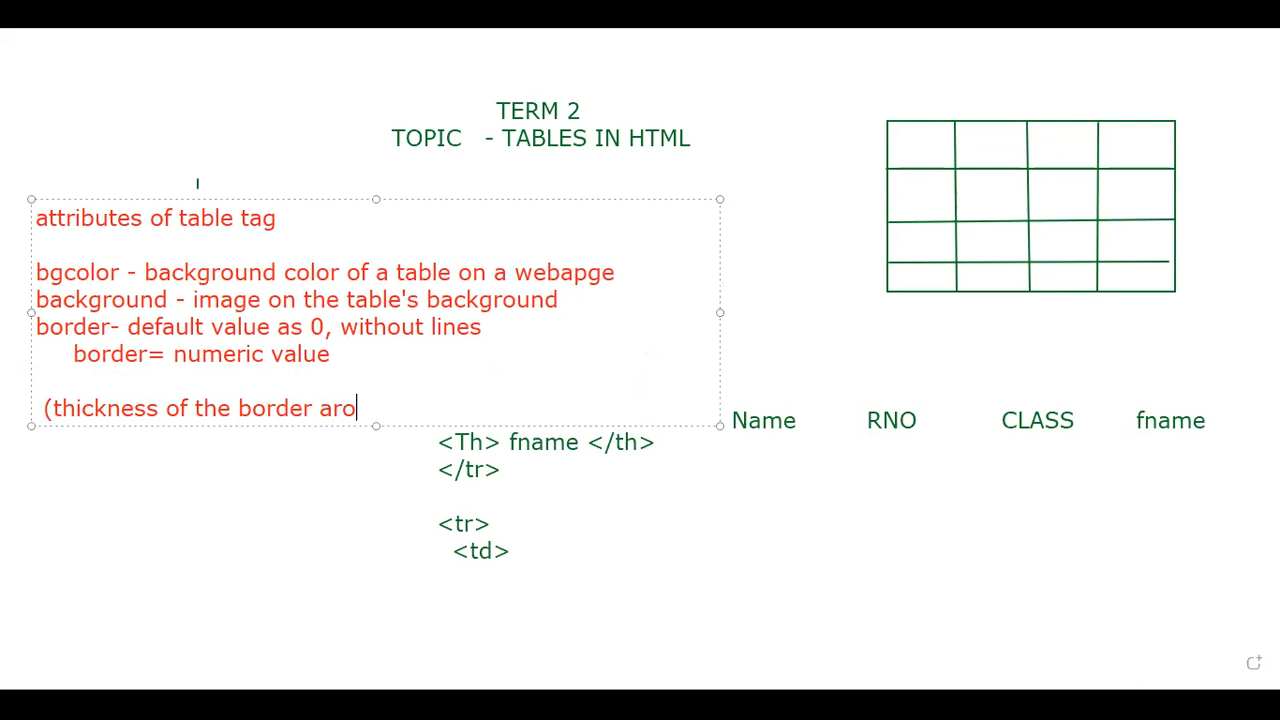 TERM 2
TOPIC - TABLES IN HTML
attributes of table tag
bgcolor - background color of a table on a webapge
background - image on the table's background
border- default value as 0, without lines
border= numeric value
(thickness of the border aro
Name RNO CLASS fname
<Th> fname </th>
</tr>
<tr>
<td>